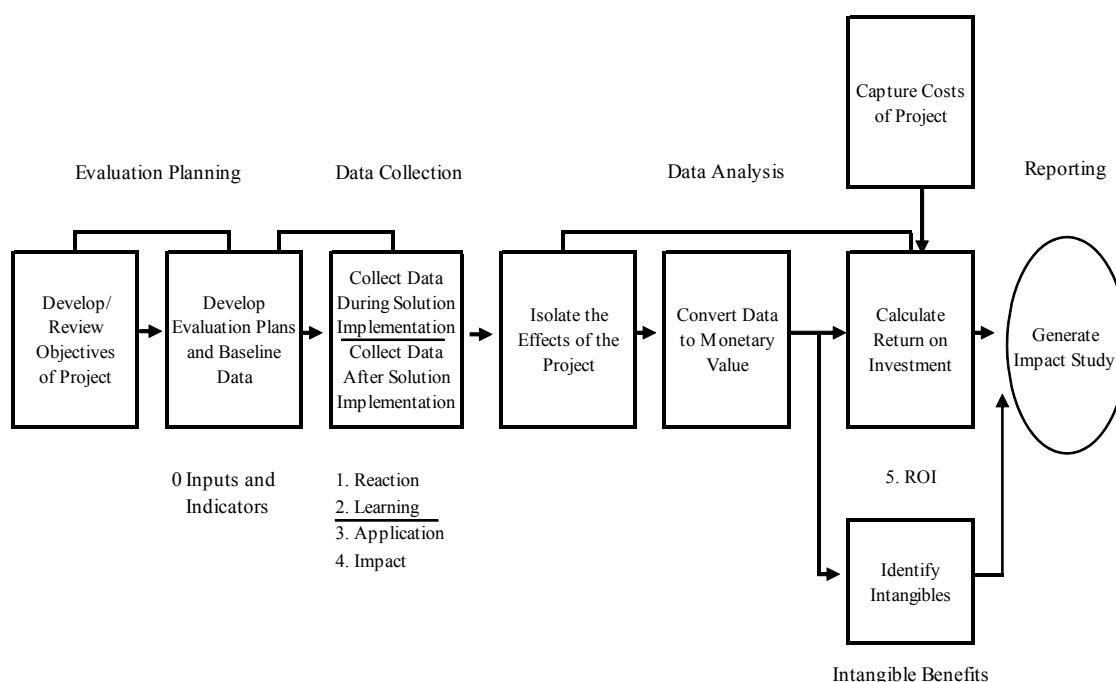 Capture Costs
of Project
Evaluation Planning
Data Collection
Data Analysis
Reporting
Develop/
Review
Objectives
of Project
Develop
Evaluation Plans
and Baseline
Data
Collect Data
During Solution
Implementation
Collect Data
After Solution
Implementation
Isolate the
Effects of the
Project
Convert Data
to Monetary
Value
Calculate
Return on
Investment
Generate
Impact Study
0 Inputs and
Indicators
1. Reaction
2. Learning
3. Application
4. Impact
5. ROI
Identify
Intangibles
Intangible Benefits